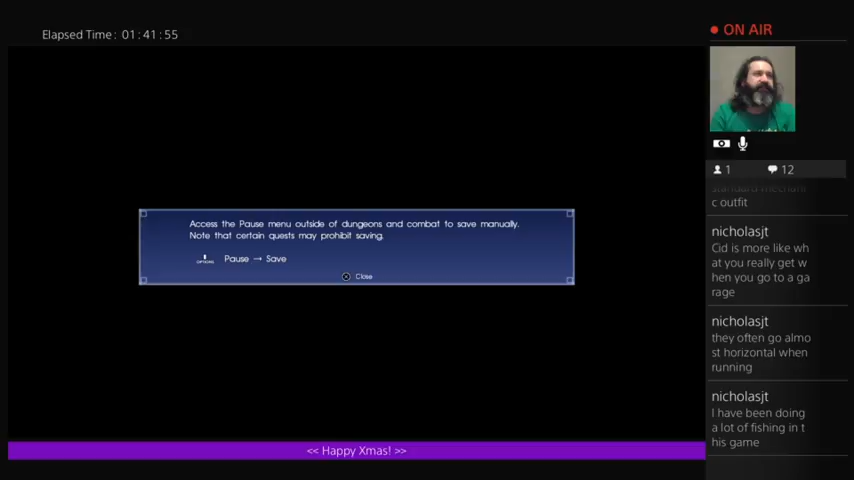 Elapsed Time: 01:41:55
ON AIR
Access the Pause menu outside of dungeons and combat to save manually.
Note that certain quests may prohibit saving.
OPTIONS Pause → Save
Close
1 12
standard mechani
c outfit
nicholasjt
Cid is more like wh
at you really get w
hen you go to a ga
rage
nicholasjt
they often go almo
st horizontal when
running
nicholasjt
I have been doing
a lot of fishing in t
his game
<< Happy Xmas! >>